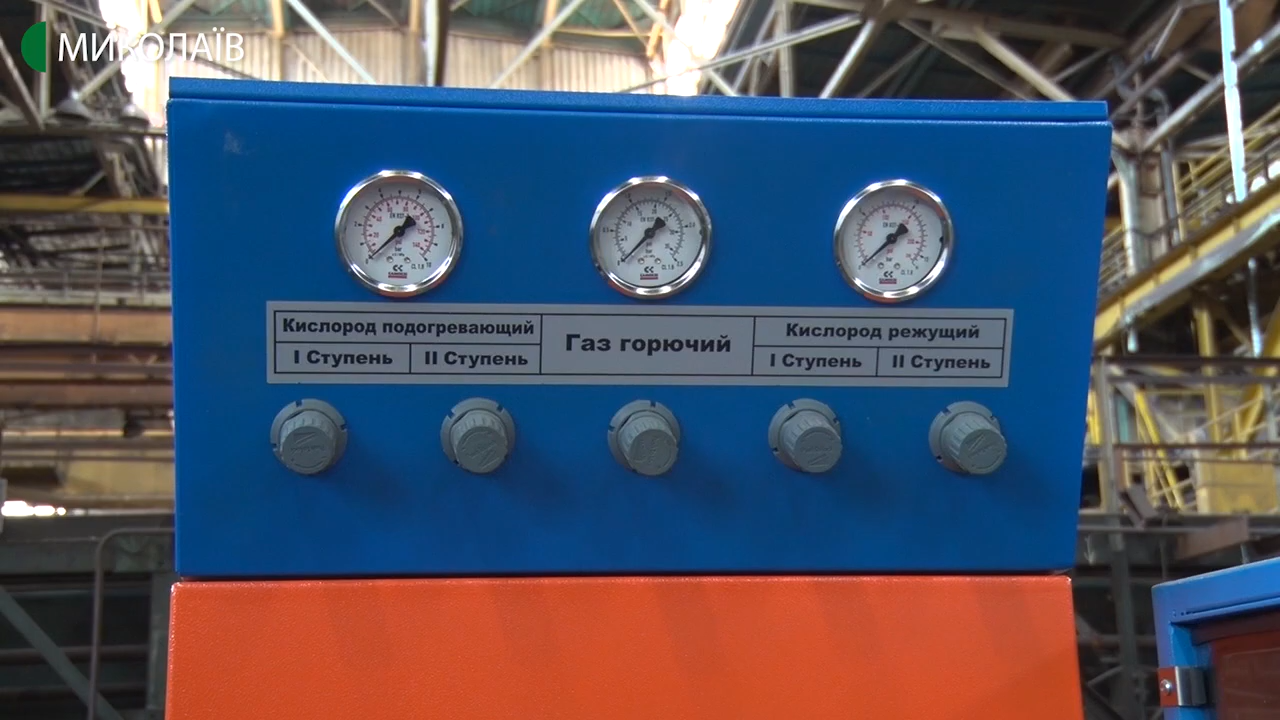 МИКОЛАЇВ
Кислород подогревающий
I Ступень II Ступень
Газ горючий
Кислород режущий
I Ступень II Ступень